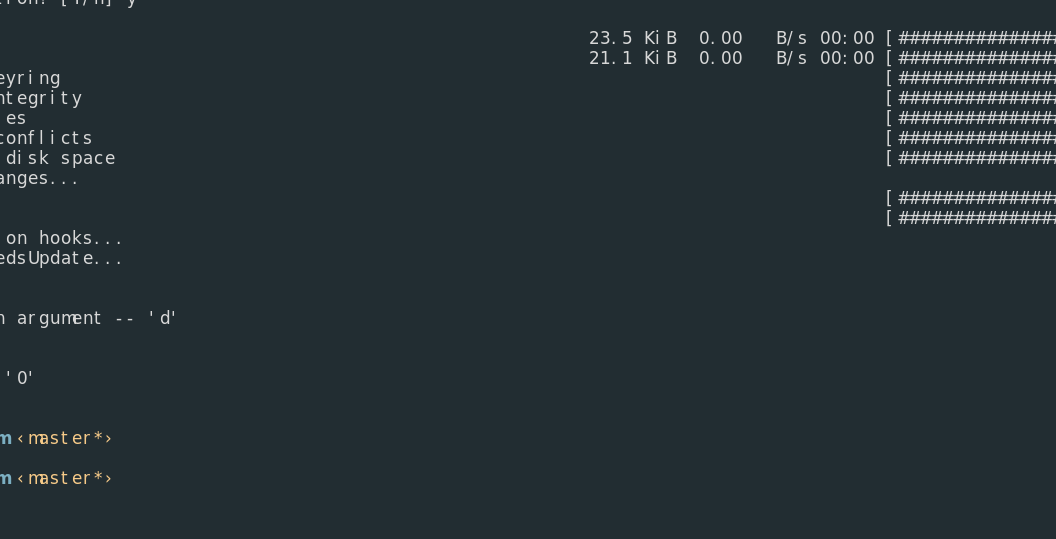 y
23.5 KiB 0.00 B/s 00:00 [################
21.1 KiB 0.00 B/s 00:00 [################
eyring [################
ntegrity [################
es [################
conflicts [################
disk space [################
anges...
[################
[################
on hooks...
edsUpdate...
n argument -- 'd'
'0'
m ‹master*›
m ‹master*›